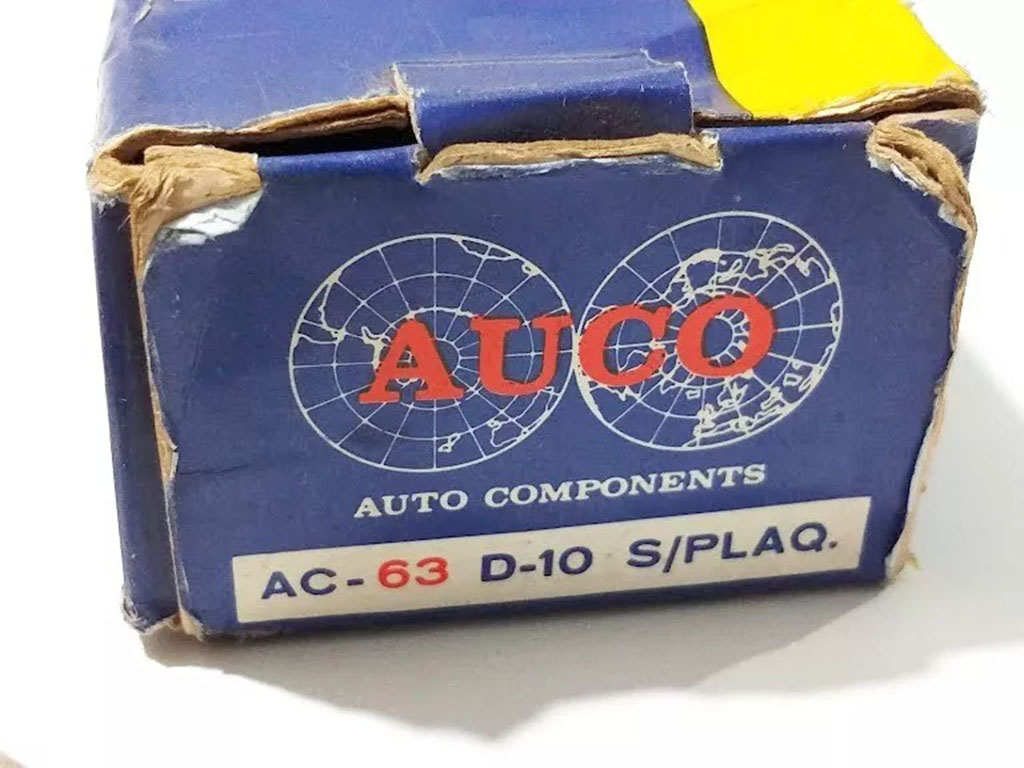 AUCO
AUTO COMPONENTS
AC-63 D-10 S/PLAQ.